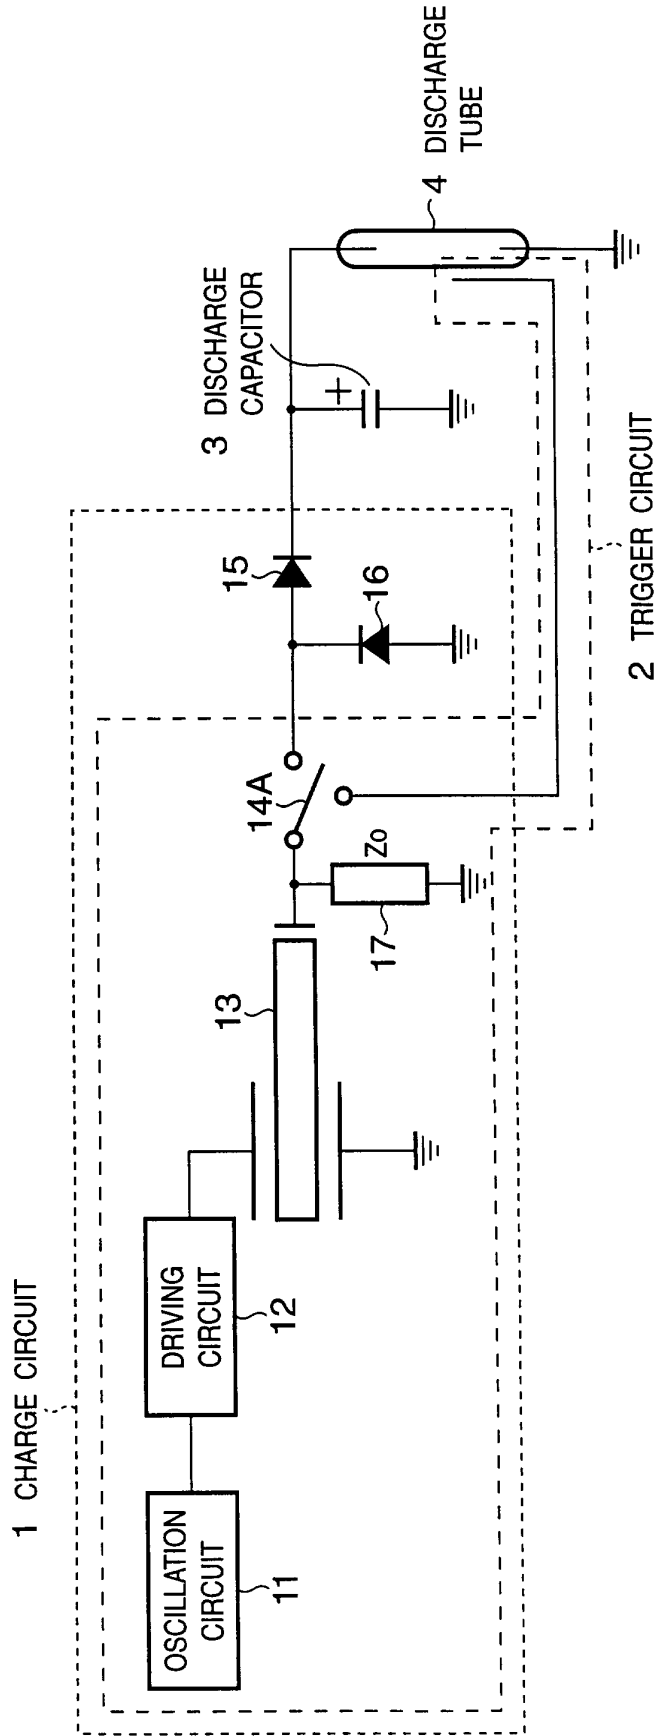 1 CHARGE CIRCUIT
OSCILLATION
CIRCUIT
11
DRIVING
CIRCUIT
12
13
17
Zo
14A
15
16
3 DISCHARGE
CAPACITOR
+
4 DISCHARGE
TUBE
2 TRIGGER CIRCUIT